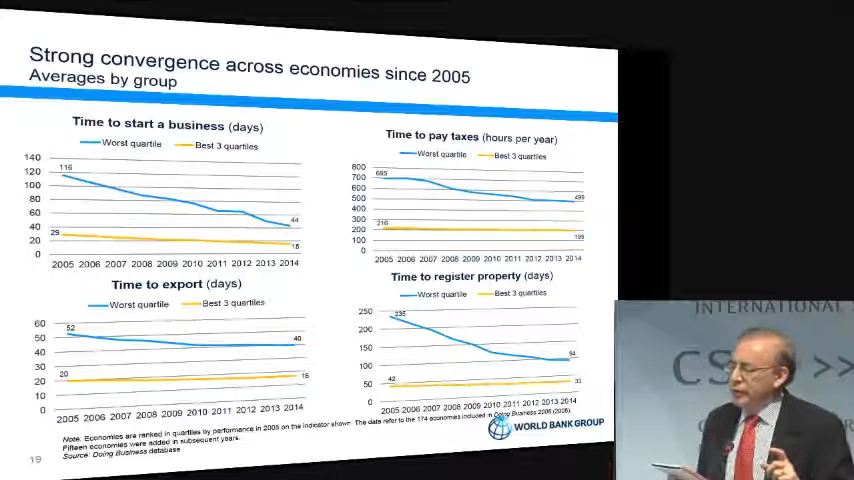 Strong convergence across economies since 2005
Averages by group
Time to start a business (days)
Worst quartile Best 3 quartiles
140
120
100
80
60
40
20
0
116
29
44
18
2005 2006 2007 2008 2009 2010 2011 2012 2013 2014
Time to pay taxes (hours per year)
Worst quartile Best 3 quartiles
800
700
600
500
400
300
200
100
0
695
216
499
199
2005 2006 2007 2008 2009 2010 2011 2012 2013 2014
Time to export (days)
Worst quartile Best 3 quartiles
60
50
40
30
20
10
0
52
20
40
16
2005 2006 2007 2008 2009 2010 2011 2012 2013 2014
Time to register property (days)
Worst quartile Best 3 quartiles
250
200
150
100
50
0
235
42
94
33
2005 2006 2007 2008 2009 2010 2011 2012 2013 2014
Note: Economies are ranked in quartiles by performance in 2005 on the indicator shown. The data refer to the 174 economies included in Doing Business 2006 (2005).
Fifteen economies were added in subsequent years.
Source: Doing Business database
WORLD BANK GROUP
19
INTERNATIONAL
CS